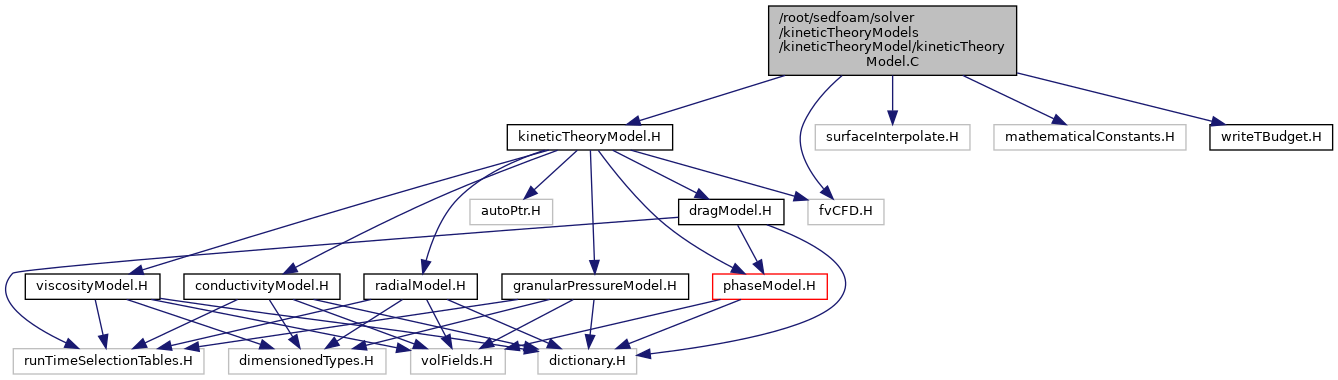 /root/sedfoam/solver
/kineticTheoryModels
/kineticTheoryModel/kineticTheory
Model.C
kineticTheoryModel.H
surfaceInterpolate.H
mathematicalConstants.H
writeTBudget.H
autoPtr.H
dragModel.H
fvCFD.H
viscosityModel.H
conductivityModel.H
radialModel.H
granularPressureModel.H
phaseModel.H
runTimeSelectionTables.H
dimensionedTypes.H
volFields.H
dictionary.H